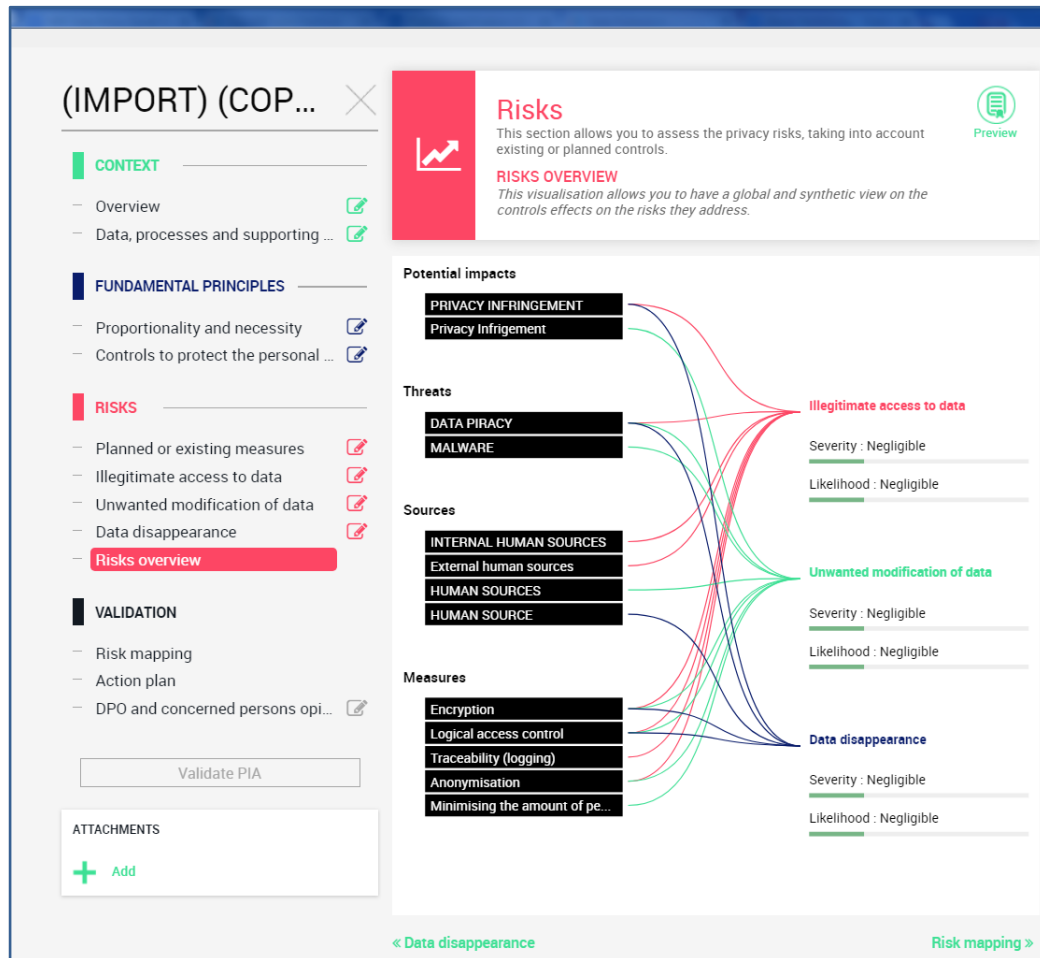 (IMPORT) (COP...
CONTEXT
Overview
Data, processes and supporting ...
FUNDAMENTAL PRINCIPLES
Proportionality and necessity
Controls to protect the personal ...
RISKS
Planned or existing measures
Illegitimate access to data
Unwanted modification of data
Data disappearance
Risks overview
VALIDATION
Risk mapping
Action plan
DPO and concerned persons opi...
Validate PIA
ATTACHMENTS
Add
Risks
This section allows you to assess the privacy risks, taking into account
existing or planned controls.
RISKS OVERVIEW
This visualisation allows you to have a global and synthetic view on the
controls effects on the risks they address.
Preview
Potential impacts
PRIVACY INFRINGEMENT
Privacy Infrigement
Threats
DATA PIRACY
MALWARE
Sources
INTERNAL HUMAN SOURCES
External human sources
HUMAN SOURCES
HUMAN SOURCE
Measures
Encryption
Logical access control
Traceability (logging)
Anonymisation
Minimising the amount of pe...
Illegitimate access to data
Severity : Negligible
Likelihood : Negligible
Unwanted modification of data
Severity : Negligible
Likelihood : Negligible
Data disappearance
Severity : Negligible
Likelihood : Negligible
« Data disappearance
Risk mapping »